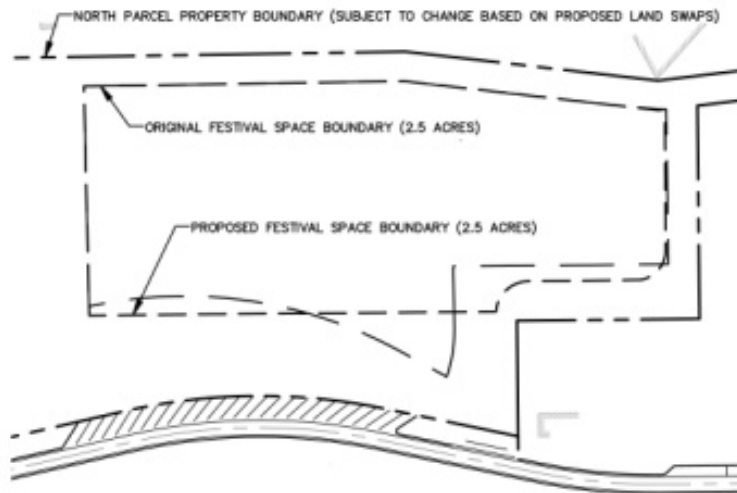 NORTH PARCEL PROPERTY BOUNDARY (SUBJECT TO CHANGE BASED ON PROPOSED LAND SWAPS)
ORIGINAL FESTIVAL SPACE BOUNDARY (2.5 ACRES)
PROPOSED FESTIVAL SPACE BOUNDARY (2.5 ACRES)